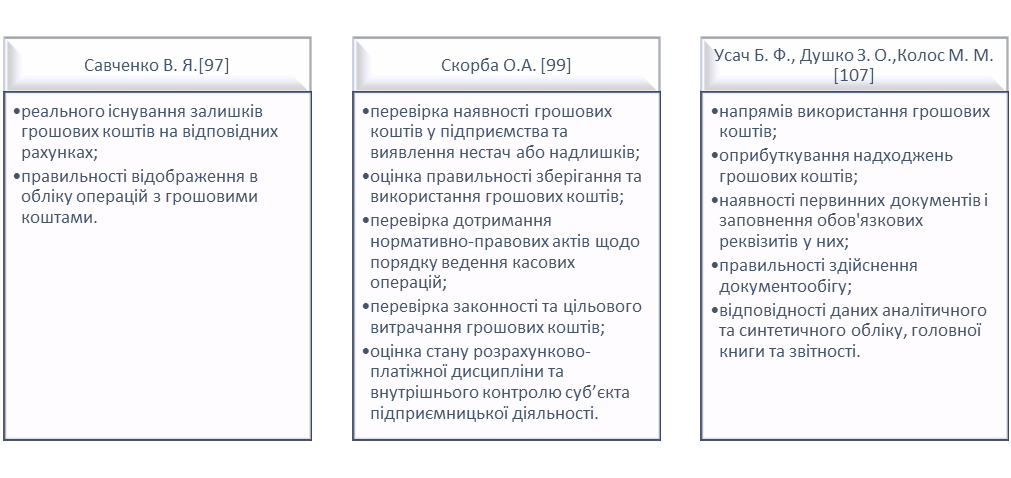 Савченко В. Я.[97]
•реального існування залишків
грошових коштів на відповідних
рахунках;
•правильності відображення в
обліку операцій з грошовими
коштами.
Скорба О.А. [99]
•перевірка наявності грошових
коштів у підприємства та
виявлення нестач або надлишків;
•оцінка правильності зберігання та
використання грошових коштів;
•перевірка дотримання
нормативно-правових актів щодо
порядку ведення касових
операцій;
•перевірка законності та цільового
витрачання грошових коштів;
•оцінка стану розрахунково-
платіжної дисципліни та
внутрішнього контролю суб’єкта
підприємницької діяльності.
Усач Б. Ф., Душко З. О.,Колос М. М.
[107]
•напрямів використання грошових
коштів;
•оприбуткування надходжень
грошових коштів;
•наявності первинних документів і
заповнення обов'язкових
реквізитів у них;
•правильності здійснення
документообігу;
•відповідності даних аналітичного
та синтетичного обліку, головної
книги та звітності.